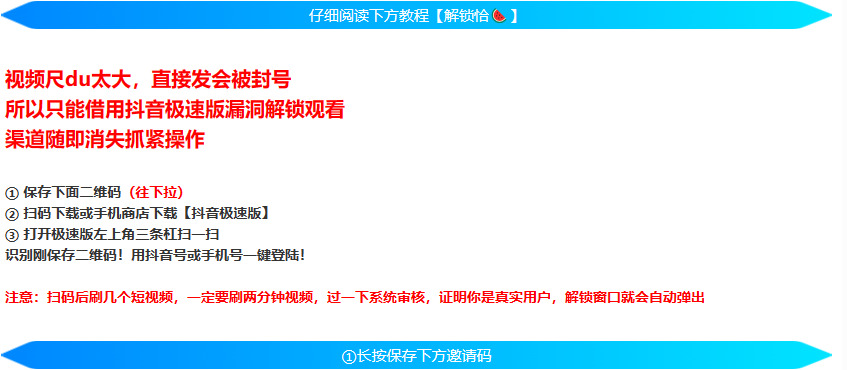 仔细阅读下方教程【解锁恰🍉】
视频尺du太大，直接发会被封号
所以只能借用抖音极速版漏洞解锁观看
渠道随即消失抓紧操作
① 保存下面二维码（往下拉）
② 扫码下载或手机商店下载【抖音极速版】
③ 打开极速版左上角三条杠扫一扫
识别刚保存二维码！用抖音号或手机号一键登陆！
注意：扫码后刷几个短视频，一定要刷两分钟视频，过一下系统审核，证明你是真实用户，解锁窗口就会自动弹出
①长按保存下方邀请码